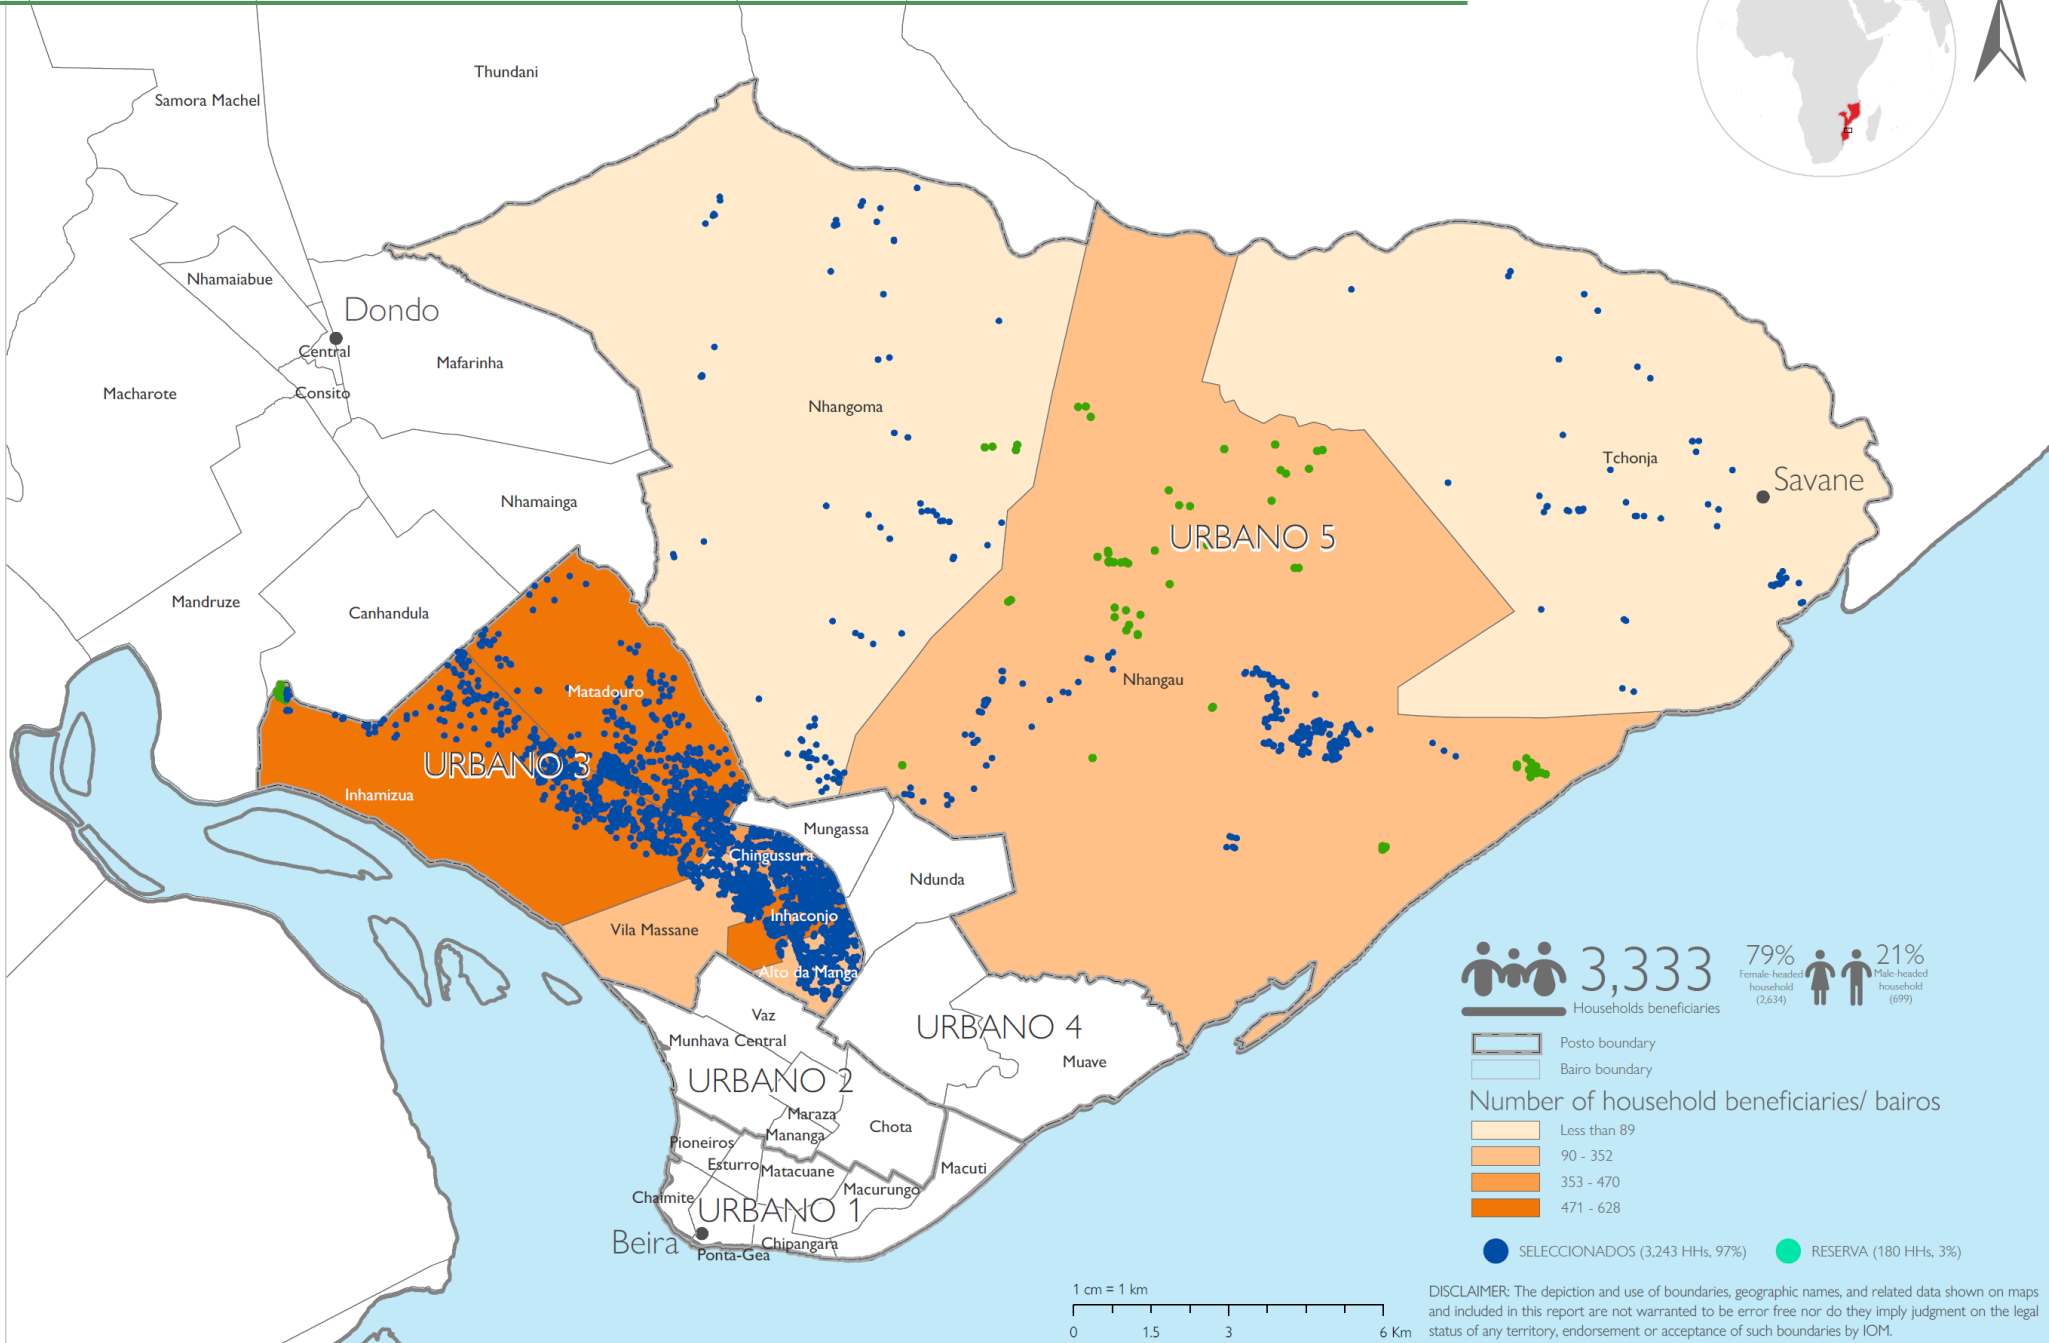 Thundani
Samora Machel
Nhamaiabue
Dondo
Central
Mafarinha
Macharote
Consito
Nhangoma
Tchonja
Savane
Nhamainga
URBANO 5
Mandruze
Canhandula
Nhangau
Matadouro
URBANO 3
Inhamizua
Mungassa
Chingussura
Ndunda
Inhaconjo
Vila Massane
Alto da Manga
Vaz
URBANO 4
Munhava Central
Muave
URBANO 2
Maraza
Chota
Mananga
Pioneiros
Esturro
Matacuane
Macuti
Macurungo
Chaimite
URBANO 1
Beira
Chipangara
Ponta-Gea
3,333
Households beneficiaries
79%
Female-headed
household
(2,634)
21%
Male-headed
household
(699)
Posto boundary
Bairo boundary
Number of household beneficiaries/ bairos
Less than 89
90 - 352
353 - 470
471 - 628
SELECCIONADOS (3,243 HHs, 97%)
RESERVA (180 HHs, 3%)
1 cm = 1 km
0 1.5 3 6 Km
DISCLAIMER: The depiction and use of boundaries, geographic names, and related data shown on maps
and included in this report are not warranted to be error free nor do they imply judgment on the legal
status of any territory, endorsement or acceptance of such boundaries by IOM.